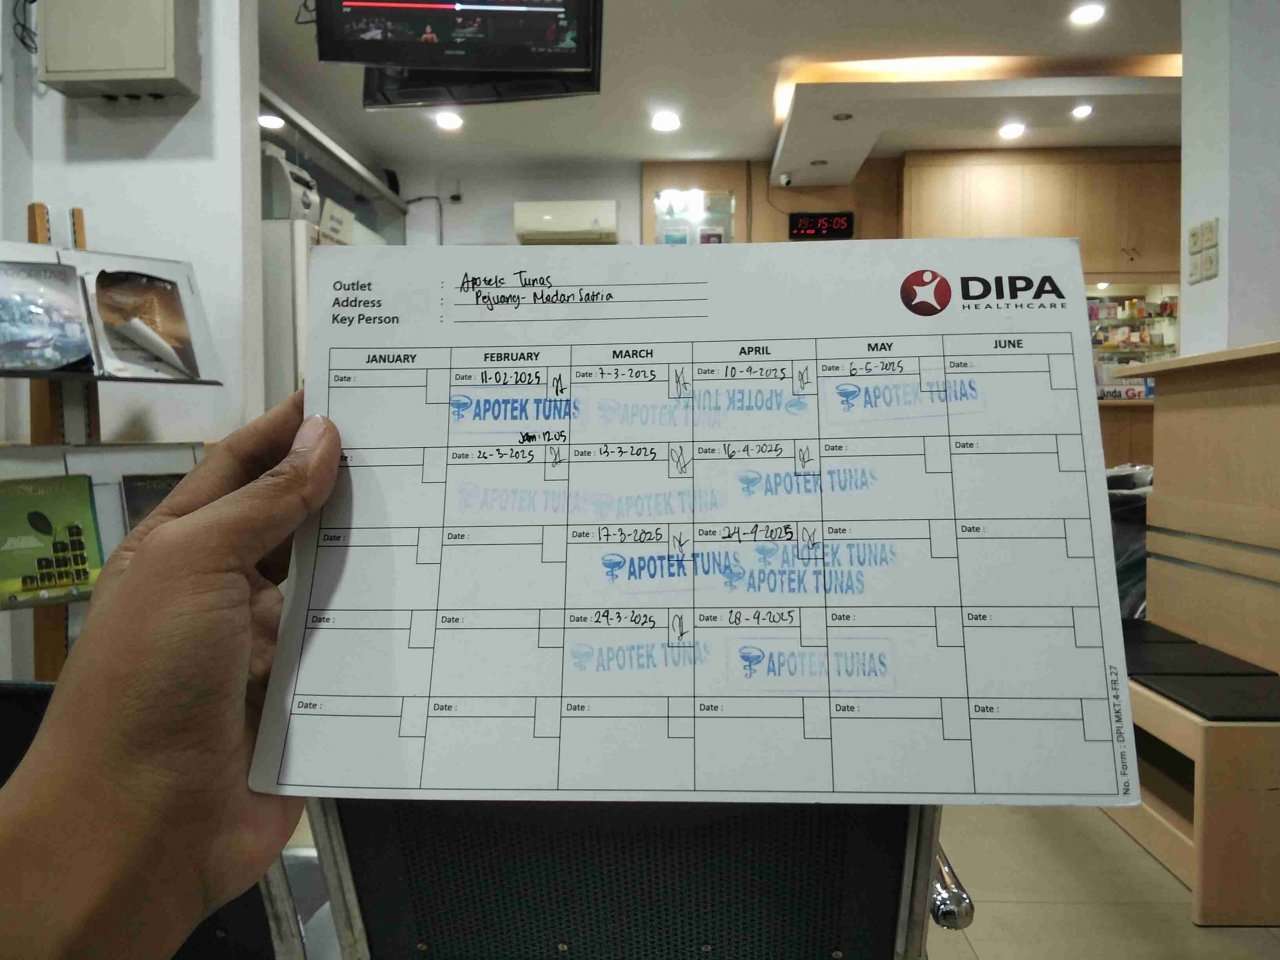 19:15:05
Outlet : Apotek Tunas
Address : Pejuang - Medan Satria
Key Person :
DIPA
HEALTHCARE
JANUARY FEBRUARY MARCH APRIL MAY JUNE
Date : Date : 11-02-2025 Date : 7-3-2025 Date : 10-4-2025 Date : 6-5-2025 Date :
APOTEK TUNAS APOTEK TUNAS APOTEK TUNAS APOTEK TUNAS
Jam : 12.05
Date : 26-3-2025 Date : 13-3-2025 Date : 16-4-2025 Date : Date :
APOTEK TUNAS APOTEK TUNAS APOTEK TUNAS
Date : Date : Date : 17-3-2025 Date : 24-4-2025 Date : Date :
APOTEK TUNAS APOTEK TUNAS
APOTEK TUNAS
Date : Date : Date : 24-3-2025 Date : 28-4-2025 Date : Date :
APOTEK TUNAS APOTEK TUNAS
Date : Date : Date : Date : Date : Date :
No. Form : DPI.MKT.4-FR.27